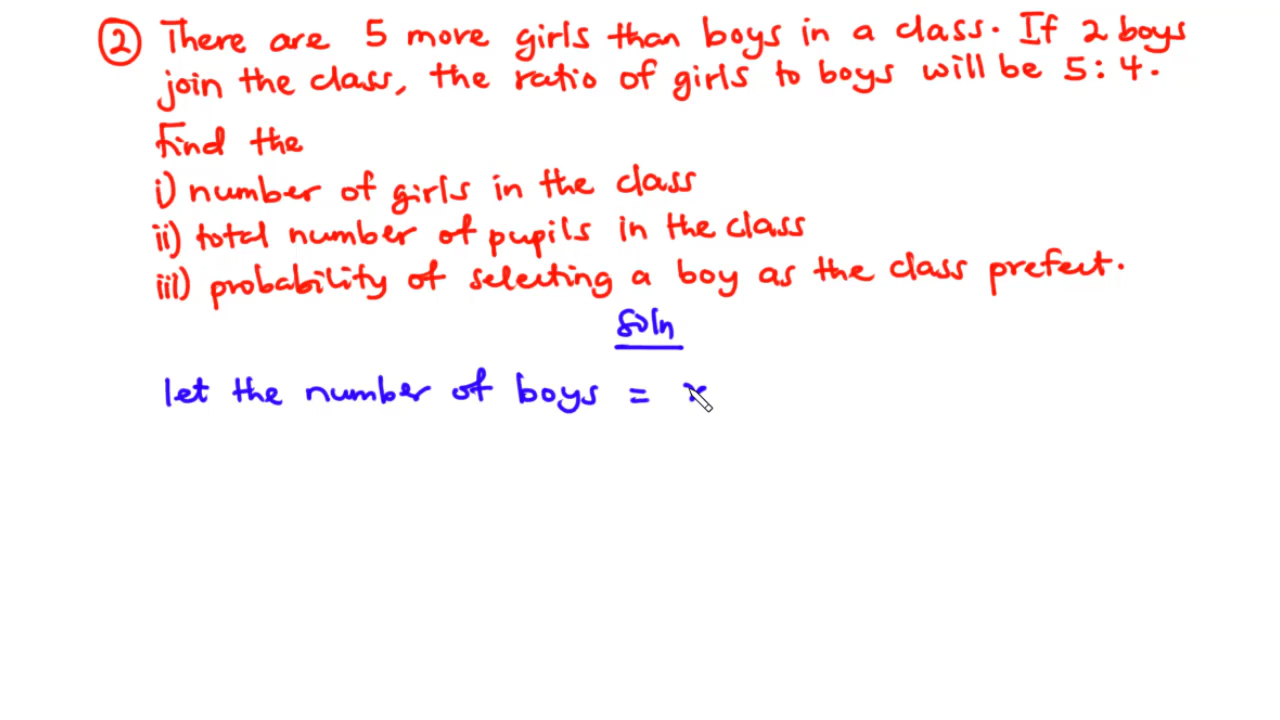 ② There are 5 more girls than boys in a class. If 2 boys
join the class, the ratio of girls to boys will be 5:4.
Find the
i) number of girls in the class
ii) total number of pupils in the class
iii) probability of selecting a boy as the class prefect.
Soln
let the number of boys = x